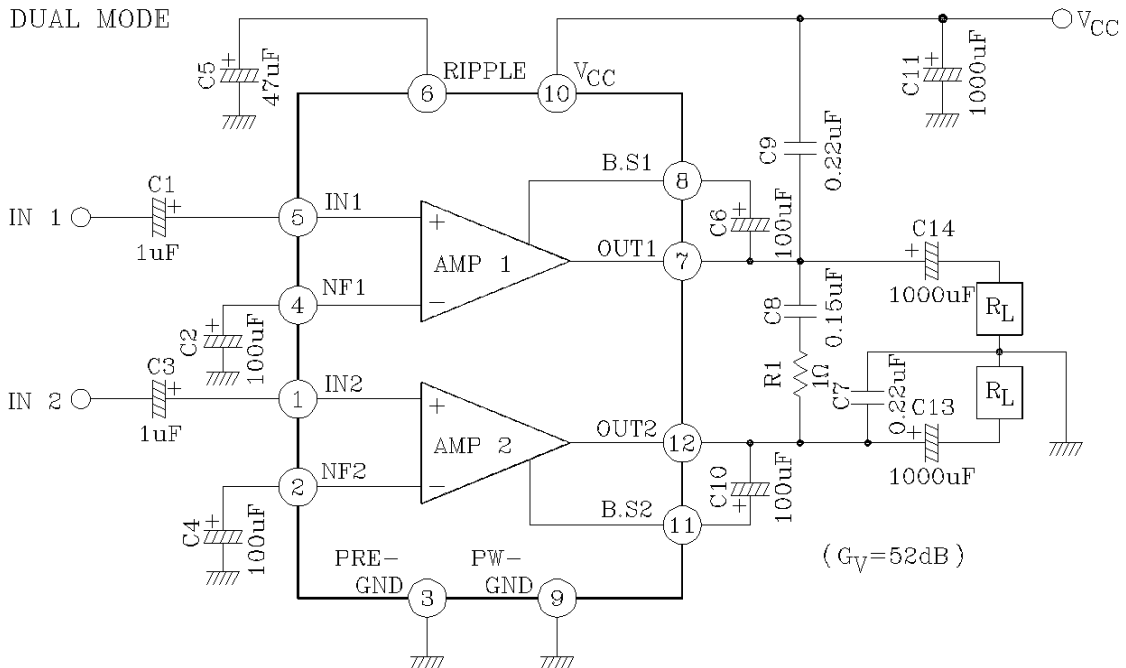 DUAL MODE
VCC
C5
47uF
6
RIPPLE
10
VCC
C11
1000uF
C9
0.22uF
B.S1
8
C6
100uF
IN 1
C1
1uF
5
IN1
AMP 1
OUT1
7
C14
1000uF
RL
4
NF1
C2
100uF
C8
0.15uF
R1
1Ω
C7
0.22uF
RL
IN 2
C3
1uF
1
IN2
AMP 2
OUT2
12
C13
1000uF
2
NF2
C4
100uF
C10
100uF
B.S2
11
(GV=52dB)
PRE-
GND
3
PW-
GND
9